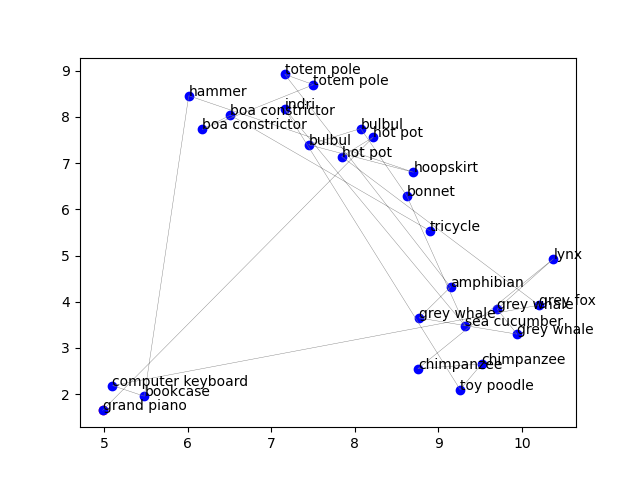 totem pole
totem pole
hammer
indri
boa constrictor
boa constrictor
bulbul
hot pot
bulbul
hot pot
hoopskirt
bonnet
tricycle
lynx
amphibian
grey whale
grey fox
grey whale
sea cucumber
grey whale
chimpanzee
chimpanzee
toy poodle
computer keyboard
bookcase
grand piano
9
8
7
6
5
4
3
2
5 6 7 8 9 10